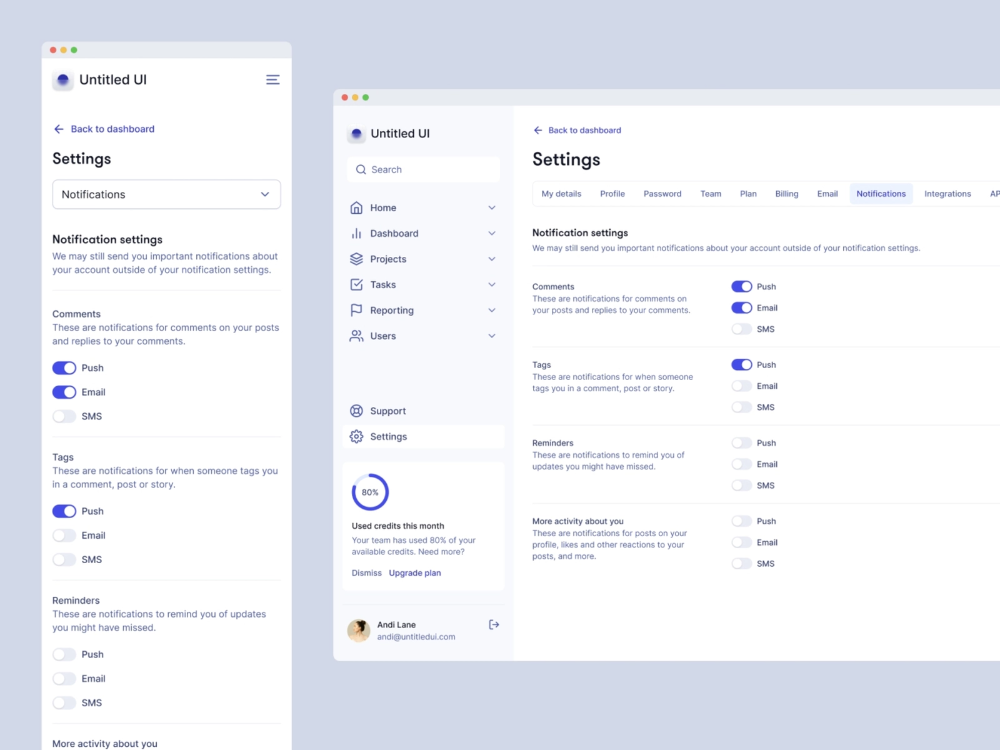 Untitled UI
Back to dashboard
Settings
Notifications
Notification settings
We may still send you important notifications about
your account outside of your notification settings.
Comments
These are notifications for comments on your posts
and replies to your comments.
Push
Email
SMS
Tags
These are notifications for when someone tags you
in a comment, post or story.
Push
Email
SMS
Reminders
These are notifications to remind you of updates
you might have missed.
Push
Email
SMS
More activity about you
Untitled UI
Search
Home
Dashboard
Projects
Tasks
Reporting
Users
Support
Settings
80%
Used credits this month
Your team has used 80% of your
available credits. Need more?
Dismiss Upgrade plan
Andi Lane
andi@untitledui.com
Back to dashboard
Settings
My details Profile Password Team Plan Billing Email Notifications Integrations AP
Notification settings
We may still send you important notifications about your account outside of your notification settings.
Comments
These are notifications for comments on
your posts and replies to your comments.
Push
Email
SMS
Tags
These are notifications for when someone
tags you in a comment, post or story.
Push
Email
SMS
Reminders
These are notifications to remind you of
updates you might have missed.
Push
Email
SMS
More activity about you
These are notifications for posts on your
profile, likes and other reactions to your
posts, and more.
Push
Email
SMS